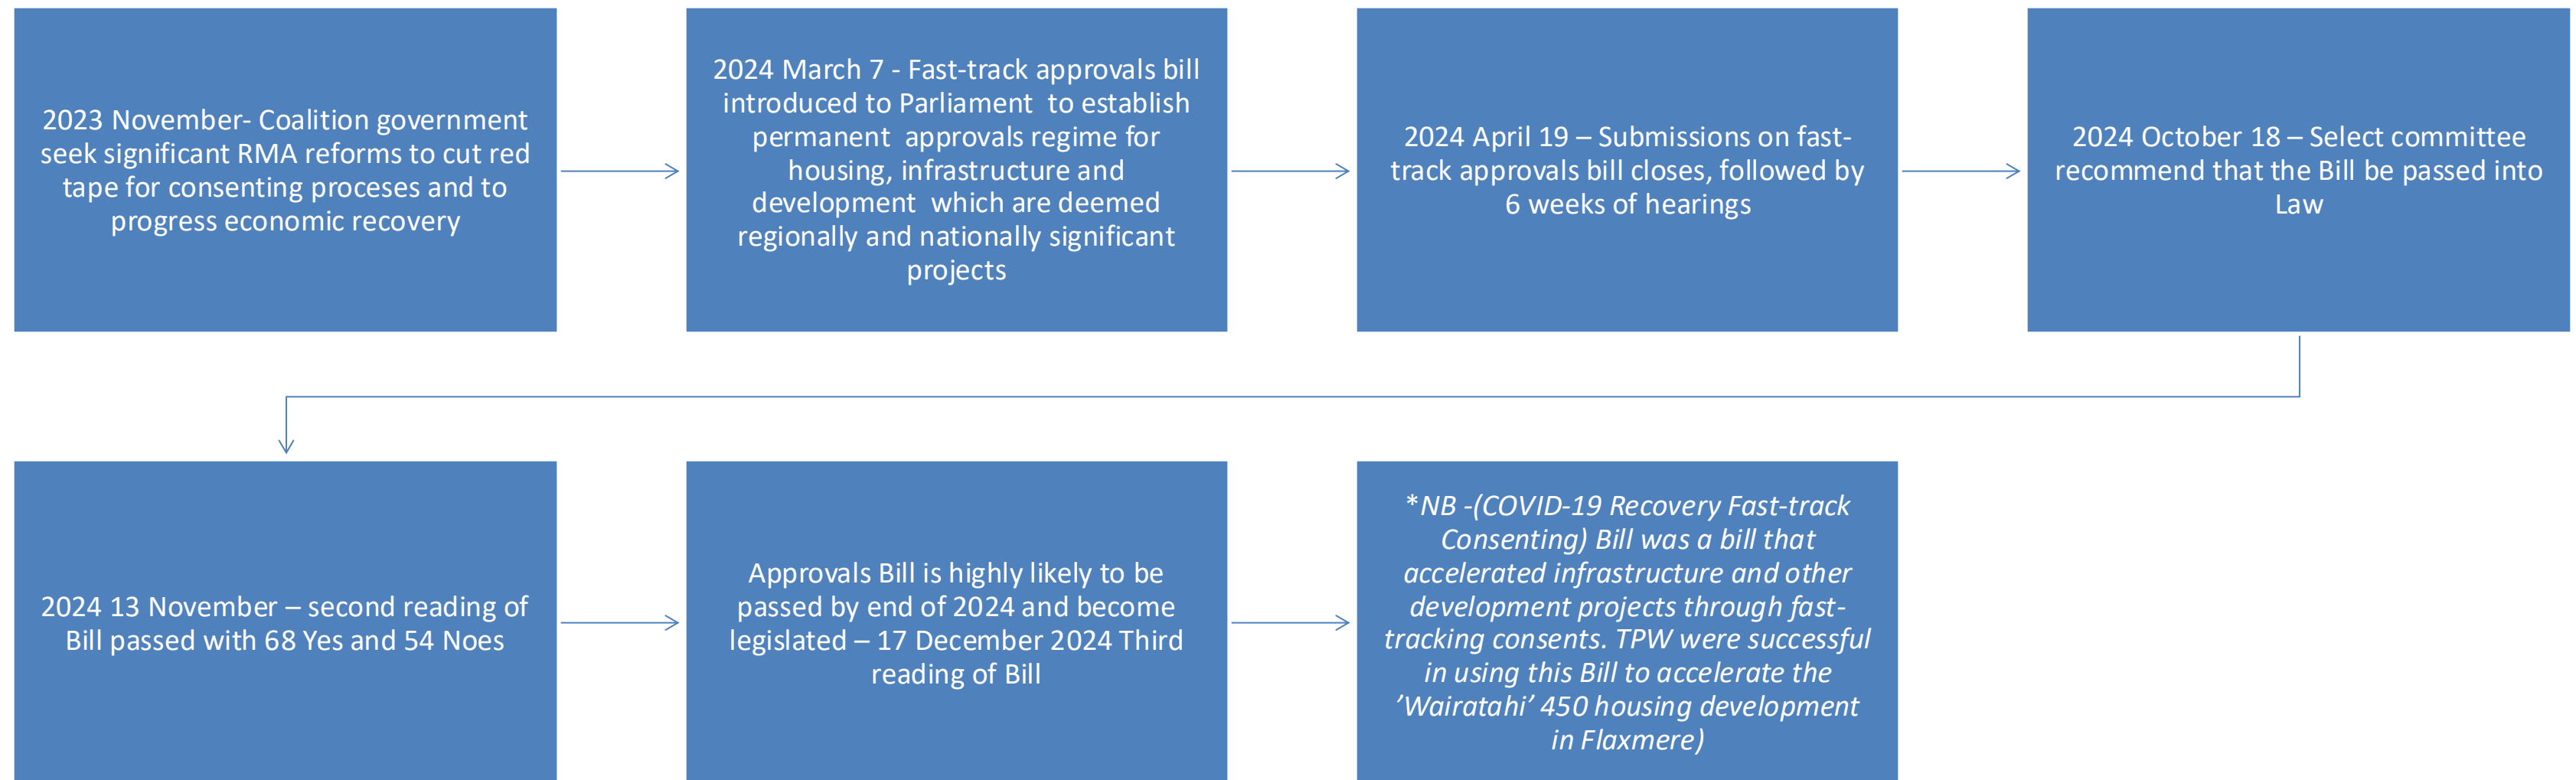 2023 November- Coalition government
seek significant RMA reforms to cut red
tape for consenting proceses and to
progress economic recovery
2024 March 7 - Fast-track approvals bill
introduced to Parliament  to establish
permanent  approvals regime for
housing, infrastructure and
development  which are deemed
regionally and nationally significant
projects
2024 April 19 – Submissions on fast-
track approvals bill closes, followed by
6 weeks of hearings
2024 October 18 – Select committee
recommend that the Bill be passed into
Law
2024 13 November – second reading of
Bill passed with 68 Yes and 54 Noes
Approvals Bill is highly likely to be
passed by end of 2024 and become
legislated – 17 December 2024 Third
reading of Bill
*NB -(COVID-19 Recovery Fast-track
Consenting) Bill was a bill that
accelerated infrastructure and other
development projects through fast-
tracking consents. TPW were successful
in using this Bill to accelerate the
’Wairatahi’ 450 housing development
in Flaxmere)